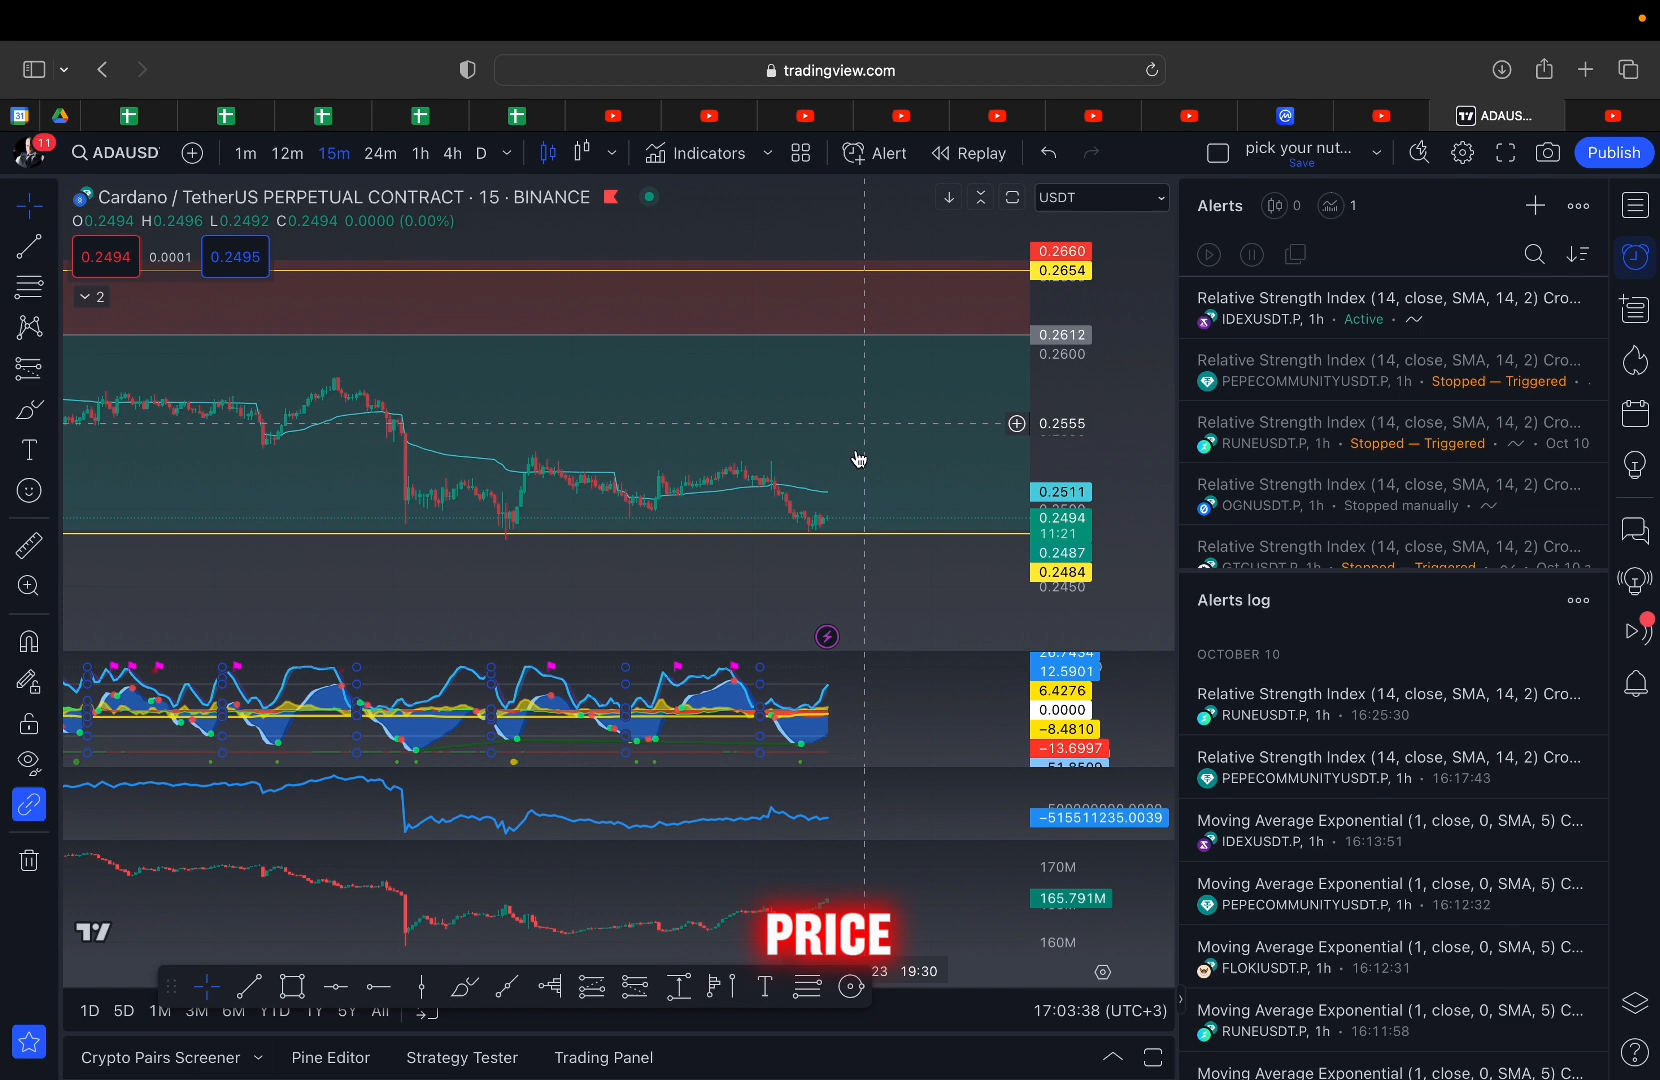 tradingview.com
31
ADAUS...
11
ADAUSD
1m 12m 15m 24m 1h 4h D
Indicators
Alert
Replay
pick your nut...
Save
Publish
Cardano / TetherUS PERPETUAL CONTRACT · 15 · BINANCE
USDT
O0.2494 H0.2496 L0.2492 C0.2494 0.0000 (0.00%)
0.2494
0.0001
0.2495
2
0.2660
0.2654
0.2612
0.2600
0.2555
0.2511
0.2494
11:21
0.2487
0.2484
0.2450
12.5901
6.4276
0.0000
−8.4810
−13.6997
−515511235.0039
170M
165.791M
160M
PRICE
23 19:30
1D 5D 1M 3M 6M YTD 1Y 5Y All
17:03:38 (UTC+3)
Crypto Pairs Screener
Pine Editor
Strategy Tester
Trading Panel
Alerts
0
1
Relative Strength Index (14, close, SMA, 14, 2) Cro...
IDEXUSDT.P, 1h · Active ·
Relative Strength Index (14, close, SMA, 14, 2) Cro...
PEPECOMMUNITYUSDT.P, 1h · Stopped — Triggered ·
Relative Strength Index (14, close, SMA, 14, 2) Cro...
RUNEUSDT.P, 1h · Stopped — Triggered · Oct 10
Relative Strength Index (14, close, SMA, 14, 2) Cro...
OGNUSDT.P, 1h · Stopped manually ·
Relative Strength Index (14, close, SMA, 14, 2) Cro...
GTCUSDT.P, 1h · Stopped — Triggered ·
Alerts log
OCTOBER 10
Relative Strength Index (14, close, SMA, 14, 2) Cro...
RUNEUSDT.P, 1h · 16:25:30
Relative Strength Index (14, close, SMA, 14, 2) Cro...
PEPECOMMUNITYUSDT.P, 1h · 16:17:43
Moving Average Exponential (1, close, 0, SMA, 5) C...
IDEXUSDT.P, 1h · 16:13:51
Moving Average Exponential (1, close, 0, SMA, 5) C...
PEPECOMMUNITYUSDT.P, 1h · 16:12:32
Moving Average Exponential (1, close, 0, SMA, 5) C...
FLOKIUSDT.P, 1h · 16:12:31
Moving Average Exponential (1, close, 0, SMA, 5) C...
RUNEUSDT.P, 1h · 16:11:58
Moving Average Exponential (1, close, 0, SMA, 5) C...